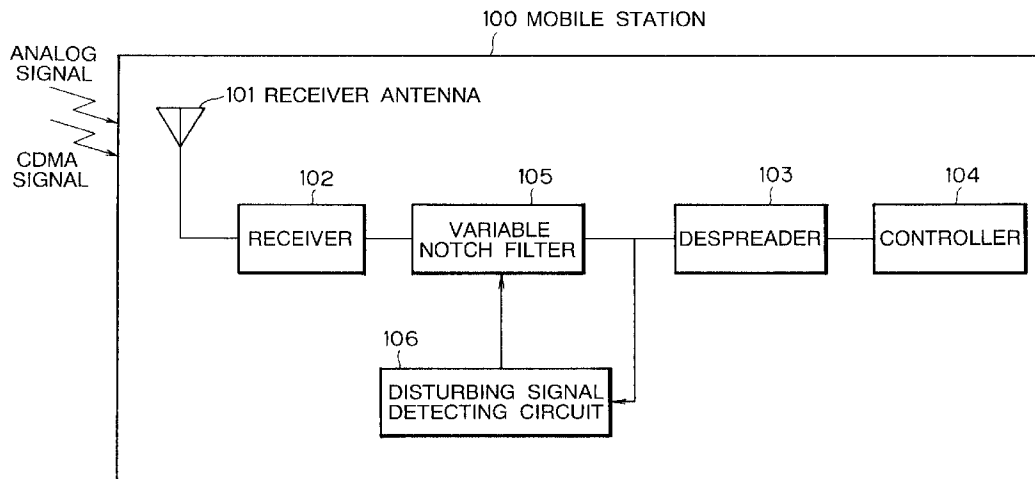 100 MOBILE STATION
ANALOG
SIGNAL
101 RECEIVER ANTENNA
CDMA
SIGNAL
102
105
103
104
RECEIVER
VARIABLE
NOTCH FILTER
DESPREADER
CONTROLLER
106
DISTURBING SIGNAL
DETECTING CIRCUIT